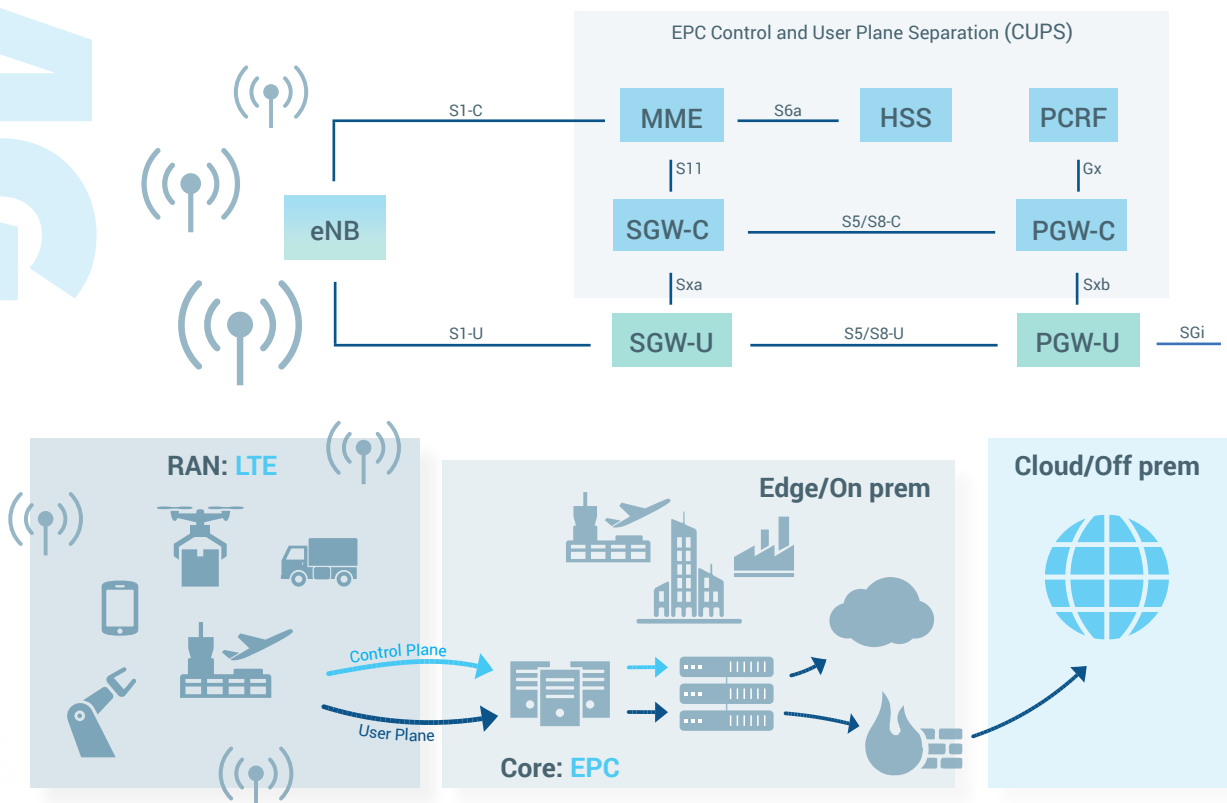 4G
EPC Control and User Plane Separation (CUPS)
S1-C
MME
S6a
HSS
PCRF
S11
Gx
eNB
SGW-C
S5/S8-C
PGW-C
Sxa
Sxb
S1-U
SGW-U
S5/S8-U
PGW-U
SGi
RAN: LTE
Edge/On prem
Cloud/Off prem
Control Plane
User Plane
Core: EPC